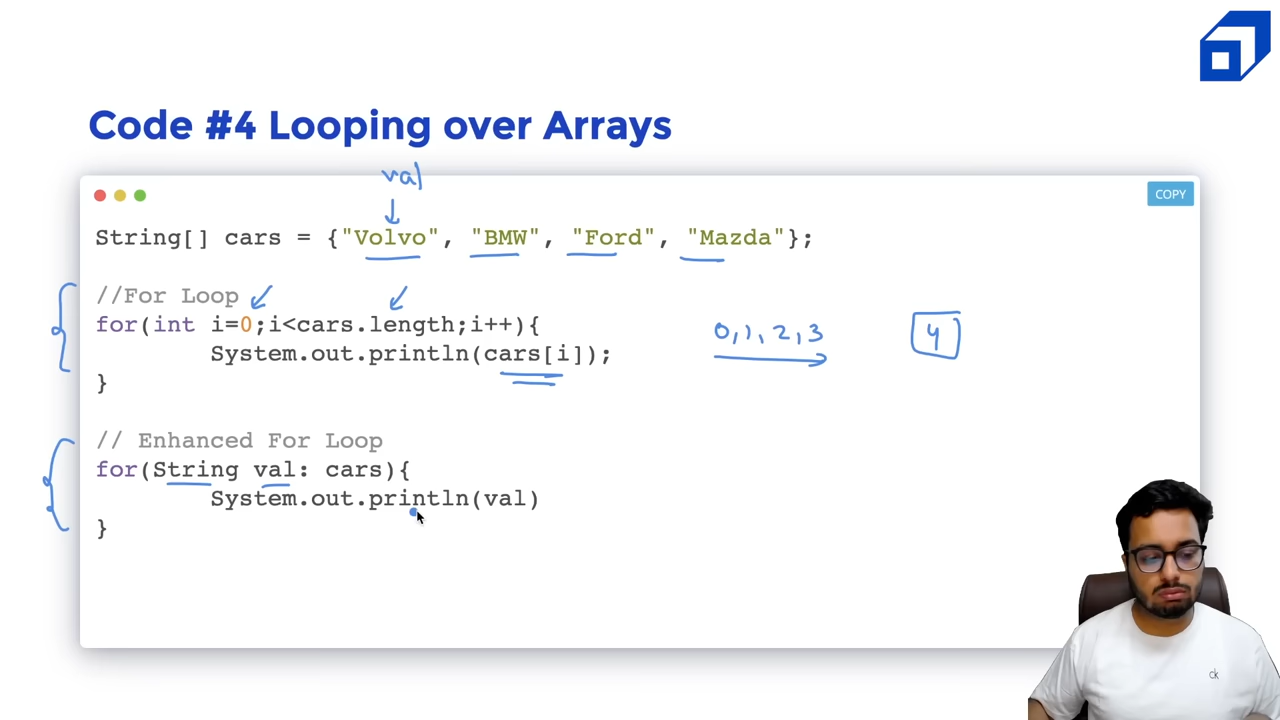 Code #4 Looping over Arrays
val
COPY
String[] cars = {"Volvo", "BMW", "Ford", "Mazda"};
//For Loop
for(int i=0;i<cars.length;i++){
0,1,2,3
4
System.out.println(cars[i]);
}
// Enhanced For Loop
for(String val: cars){
System.out.println(val)
}
ck